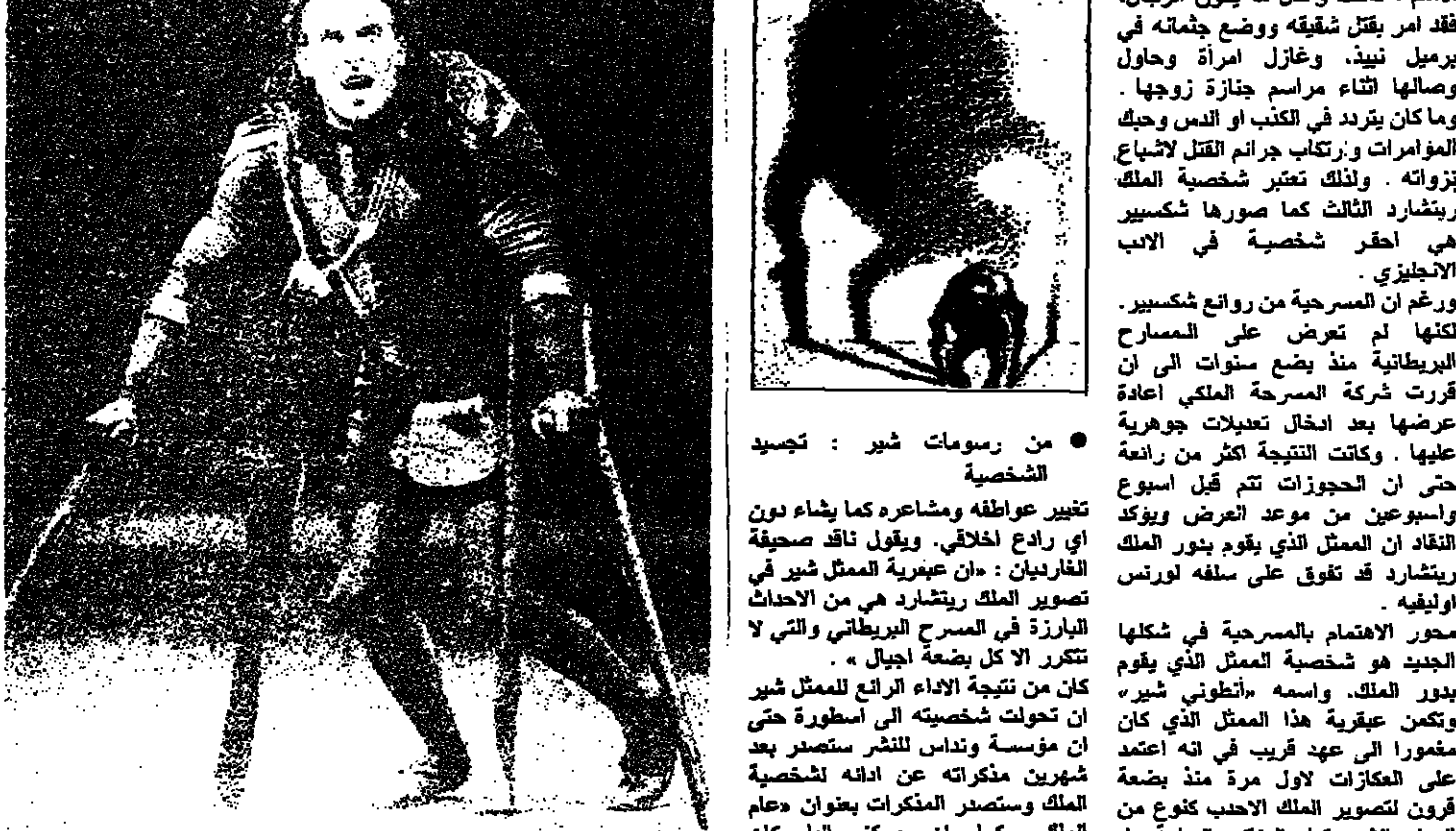 فقد امر بقتل شقيقه ووضع جثمانه في
برميل نبيذ، وغازل امرأة وحاول
وصالها اثناء مراسم جنازة زوجها .
وما كان يتردد في الكذب او الدس وحبك
المؤامرات وارتكاب جرائم القتل لاشباع
نزواته . ولذلك تعتبر شخصية الملك
ريتشارد الثالث كما صورها شكسبير
هي احقر شخصية في الادب
الانجليزي .
ورغم ان المسرحية من روائع شكسبير .
لكنها لم تعرض على المسارح
البريطانية منذ بضع سنوات الى ان
قررت شركة المسرحة الملكي اعادة
عرضها بعد ادخال تعديلات جوهرية
عليها . وكانت النتيجة اكثر من رائعة
حتى ان الحجوزات تتم قبل اسبوع
واسبوعين من موعد العرض ويؤكد
النقاد ان الممثل الذي يقوم بدور الملك
ريتشارد قد تفوق على سلفه لورنس
اوليفيه .
محور الاهتمام بالمسرحية في شكلها
الجديد هو شخصية الممثل الذي يقوم
بدور الملك، واسمه «أنطوني شير»
وتكمن عبقرية هذا الممثل الذي كان
مغمورا الى عهد قريب في انه اعتمد
على العكازات لاول مرة منذ بضعة
قرون لتصوير الملك الاحدب كنوع من
● من رسومات شير : تجسيد
الشخصية
تغيير عواطفه ومشاعره كما يشاء دون
اي رادع اخلاقي. ويقول ناقد صحيفة
الغارديان : «ان عبقرية الممثل شير في
تصوير الملك ريتشارد هي من الاحداث
البارزة في المسرح البريطاني والتي لا
تتكرر الا كل بضعة اجيال » .
كان من نتيجة الاداء الرائع للممثل شير
ان تحولت شخصيته الى اسطورة حتى
ان مؤسسة ونداس للنشر ستصدر بعد
شهرين مذكراته عن ادائه لشخصية
الملك وستصدر المذكرات بعنوان «عام